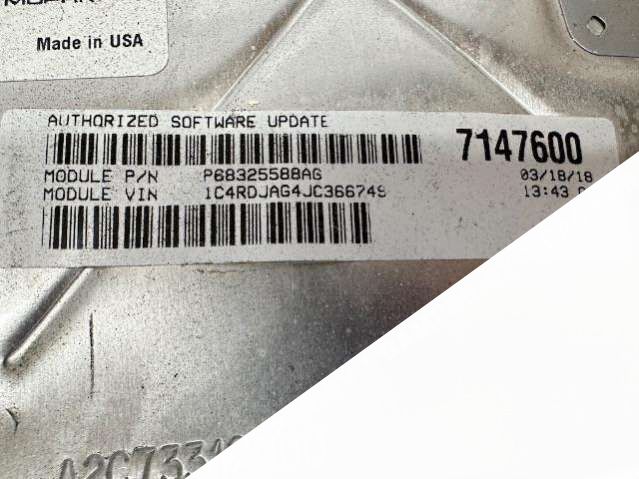 Made in USA
AUTHORIZED SOFTWARE UPDATE
7147600
MODULE P/N P68325588AG
03/18/18
MODULE VIN 1C4RDJAG4JC366749
13:43